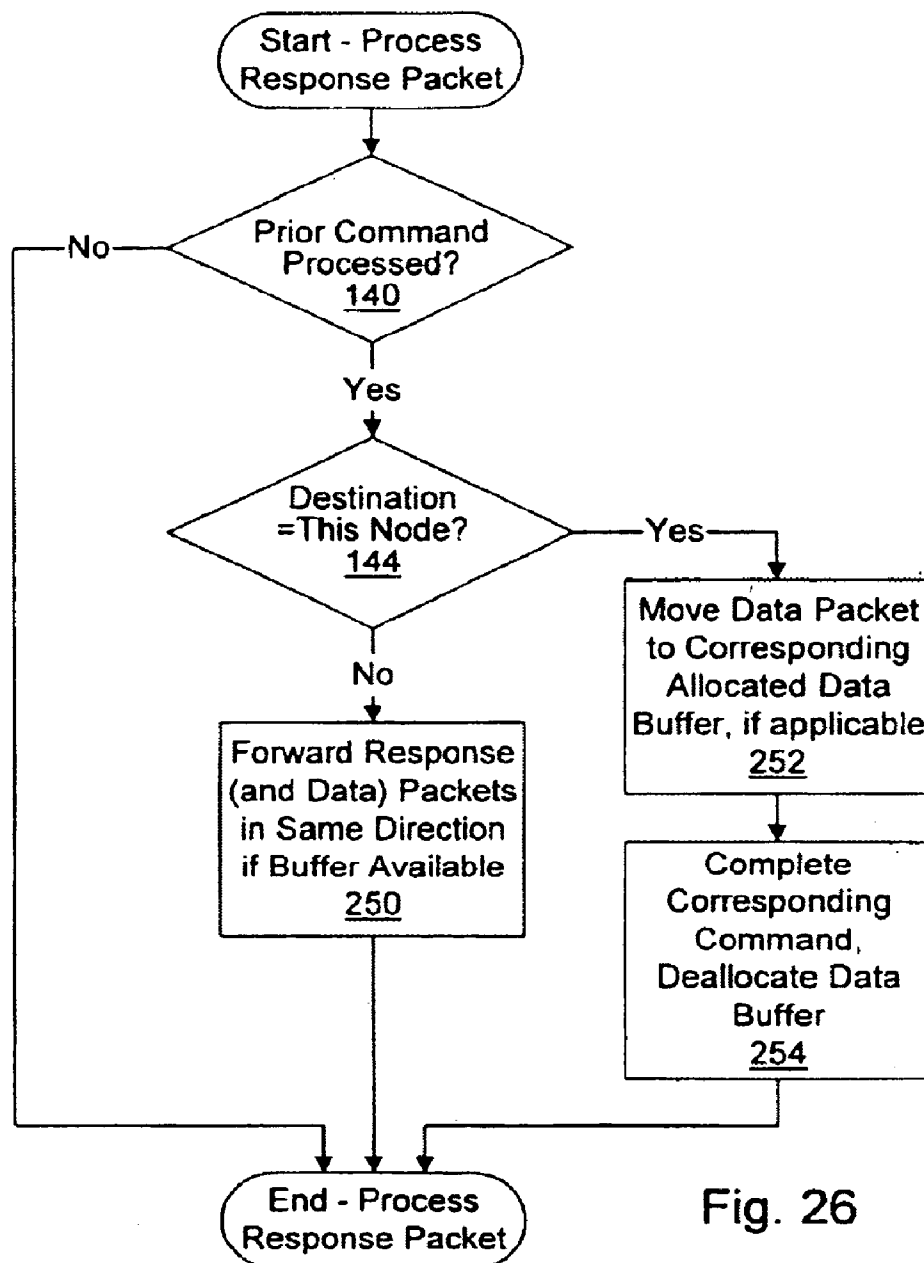 Start - Process
Response Packet
Prior Command
Processed?
140
No
Yes
Destination
=This Node?
144
Yes
No
Move Data Packet
to Corresponding
Allocated Data
Buffer, if applicable
252
Forward Response
(and Data) Packets
in Same Direction
if Buffer Available
250
Complete
Corresponding
Command,
Deallocate Data
Buffer
254
End - Process
Response Packet
Fig. 26